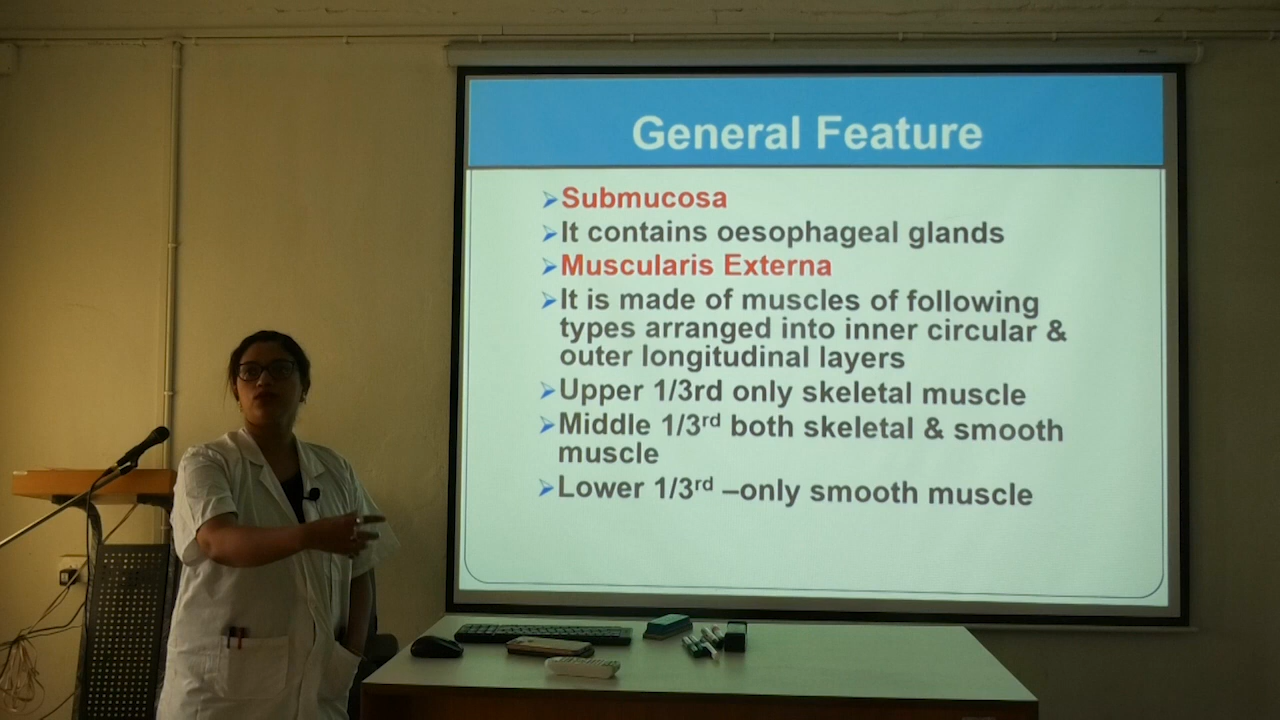 General Feature
➢Submucosa
➢It contains oesophageal glands
➢Muscularis Externa
➢It is made of muscles of following
types arranged into inner circular &
outer longitudinal layers
➢Upper 1/3rd only skeletal muscle
➢Middle 1/3rd both skeletal & smooth
muscle
➢Lower 1/3rd –only smooth muscle